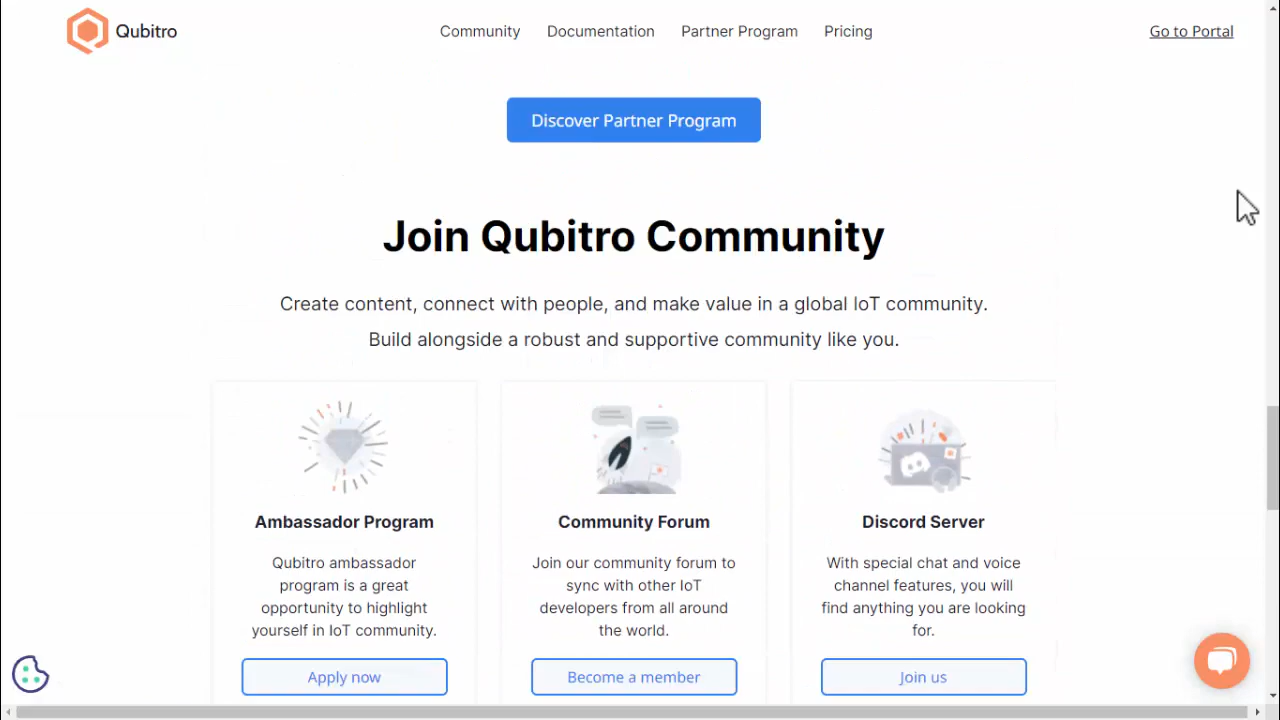 Qubitro
Community
Documentation
Partner Program
Pricing
Go to Portal
Discover Partner Program
Join Qubitro Community
Create content, connect with people, and make value in a global IoT community.
Build alongside a robust and supportive community like you.
Ambassador Program
Qubitro ambassador
program is a great
opportunity to highlight
yourself in IoT community.
Apply now
Community Forum
Join our community forum to
sync with other IoT
developers from all around
the world.
Become a member
Discord Server
With special chat and voice
channel features, you will
find anything you are looking
for.
Join us